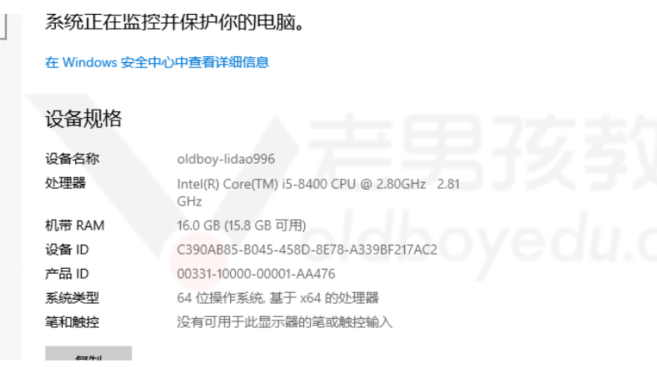 系统正在监控并保护你的电脑。
在 Windows 安全中心中查看详细信息
设备规格
设备名称 oldboy-lidao996
处理器 Intel(R) Core(TM) i5-8400 CPU @ 2.80GHz 2.81
GHz
机带 RAM 16.0 GB (15.8 GB 可用)
设备 ID C390AB85-B045-458D-8E78-A339BF217AC2
产品 ID 00331-10000-00001-AA476
系统类型 64 位操作系统, 基于 x64 的处理器
笔和触控 没有可用于此显示器的笔或触控输入
复制
老男孩教
oldboyedu.c